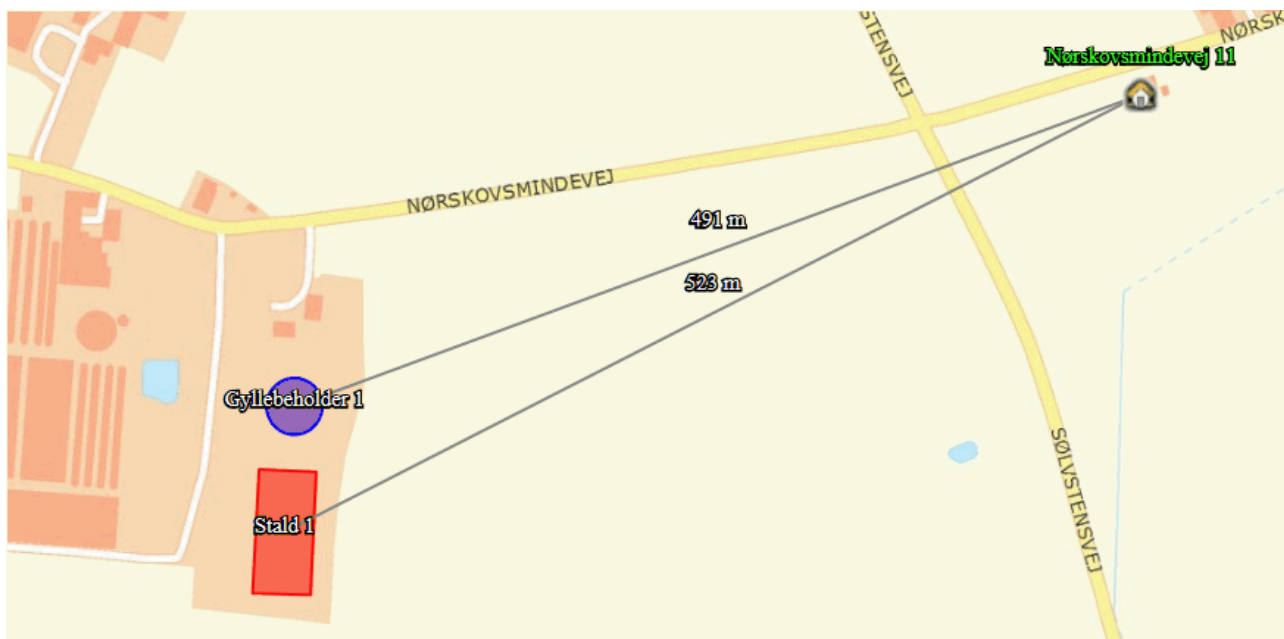 STENSVEJ
NØRSK
Nørskovsmindevej 11
NØRSKOVSMINDEVEJ
491 m
523 m
Gyllebeholder 1
SØLVSTENSVEJ
Stald 1